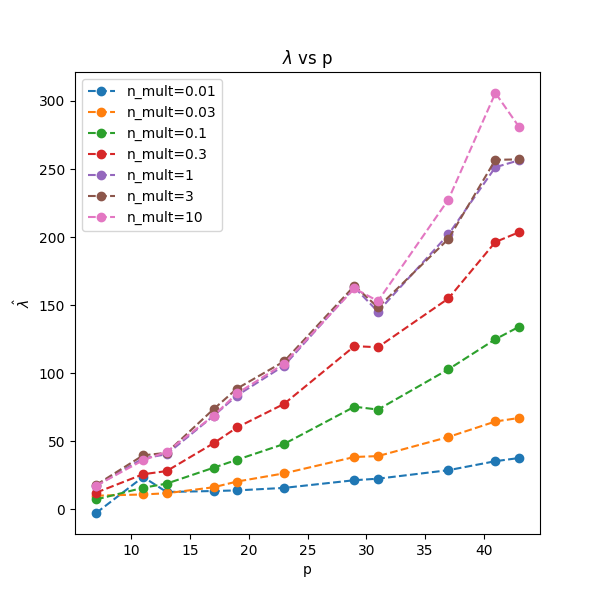 λ vs p
n_mult=0.01
n_mult=0.03
n_mult=0.1
n_mult=0.3
n_mult=1
n_mult=3
n_mult=10
300
250
200
150
100
50
0
λ̂
10 15 20 25 30 35 40
p